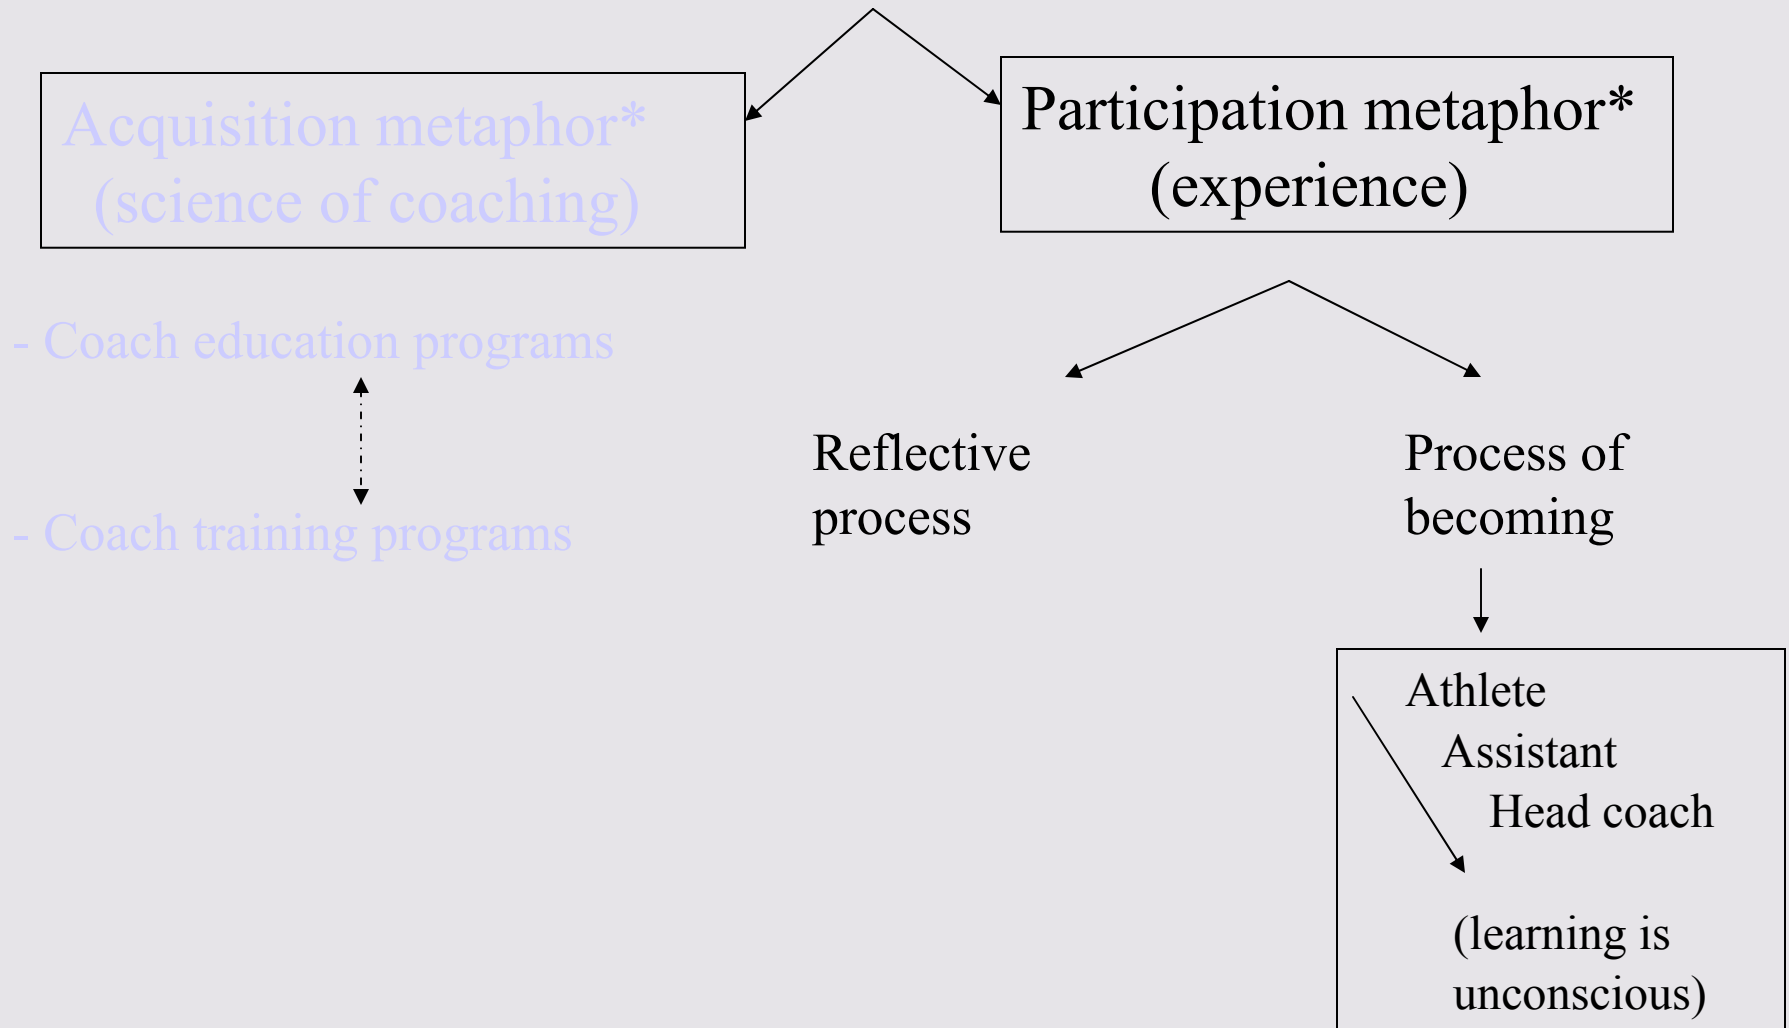 Acquisition metaphor*
(science of coaching)
Participation metaphor*
(experience)
- Coach education programs
- Coach training programs
Reflective
process
Process of
becoming
Athlete
Assistant
Head coach
(learning is
unconscious)